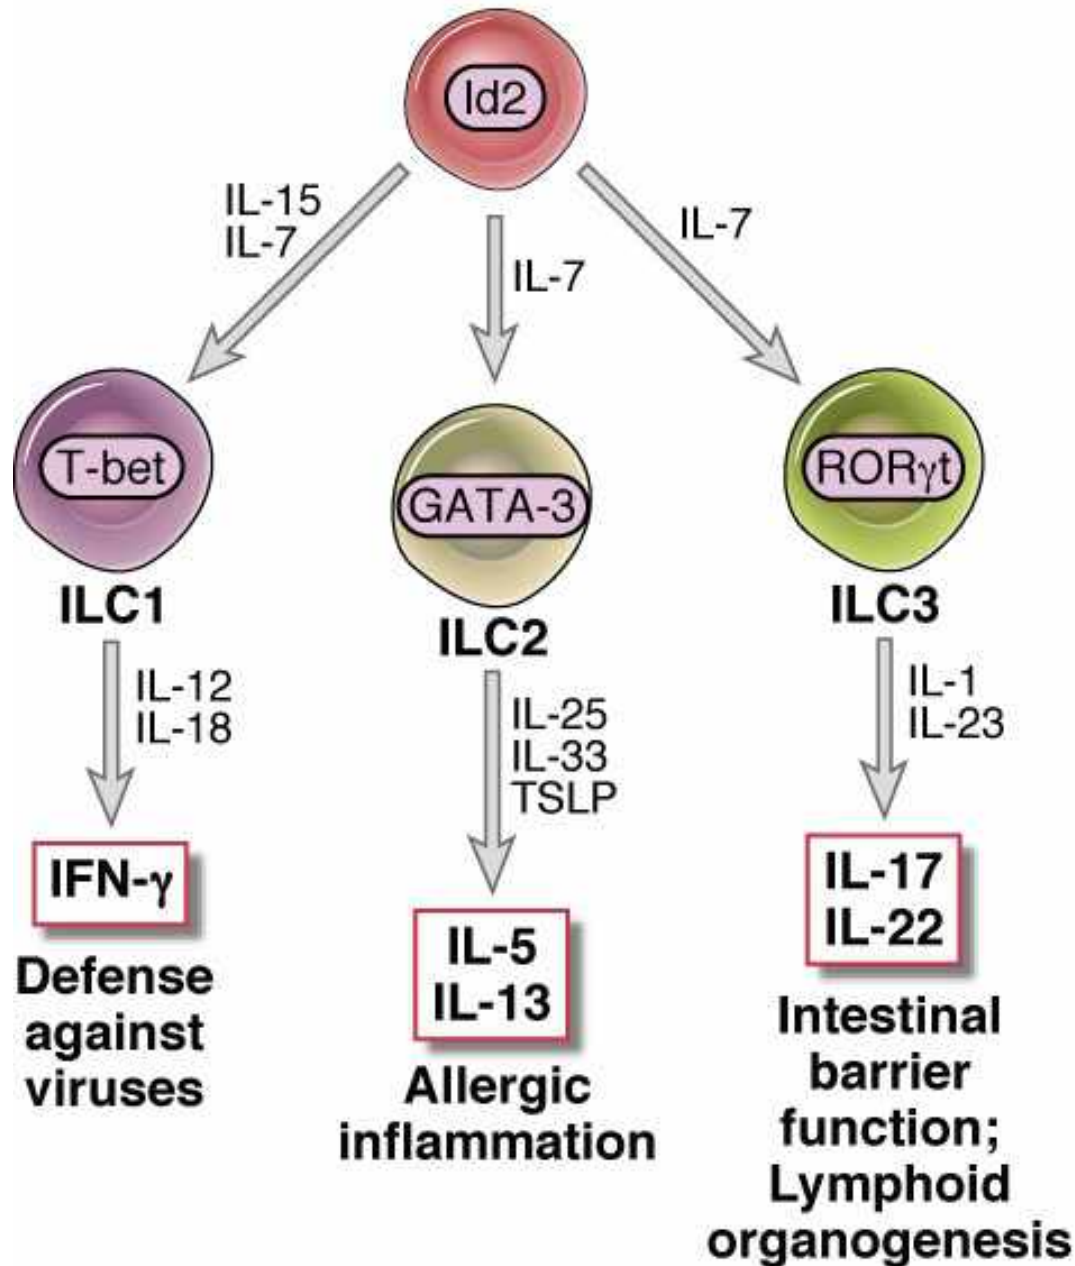 Id2
IL-15
IL-7
IL-7
IL-7
T-bet
GATA-3
RORγt
ILC1
ILC2
ILC3
IL-12
IL-18
IL-25
IL-33
TSLP
IL-1
IL-23
IFN-γ
Defense
against
viruses
IL-5
IL-13
Allergic
inflammation
IL-17
IL-22
Intestinal
barrier
function;
Lymphoid
organogenesis